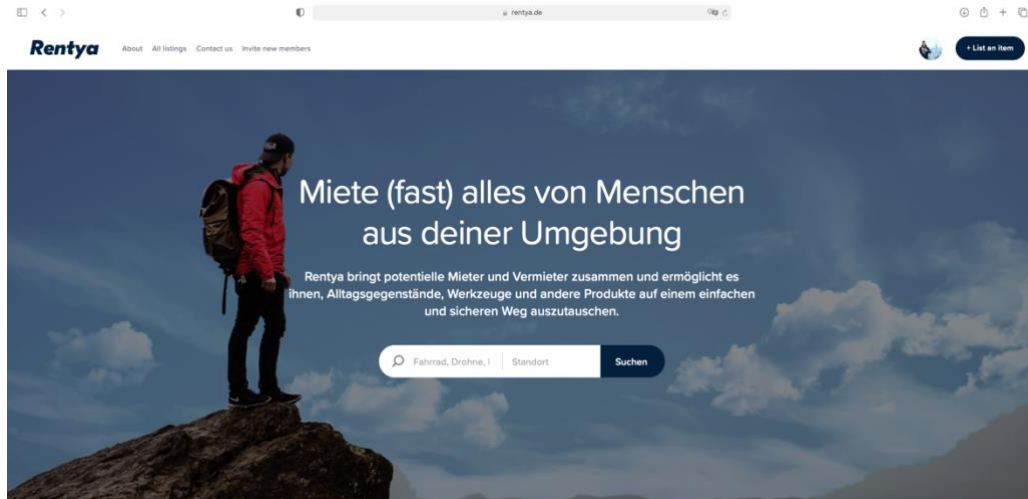 rentya.de
Rentya
About All listings Contact us Invite new members
+ List an item
Miete (fast) alles von Menschen
aus deiner Umgebung
Rentya bringt potentielle Mieter und Vermieter zusammen und ermöglicht es
ihnen, Alltagsgegenstände, Werkzeuge und andere Produkte auf einem einfachen
und sicheren Weg auszutauschen.
Fahrrad, Drohne, Standort Suchen